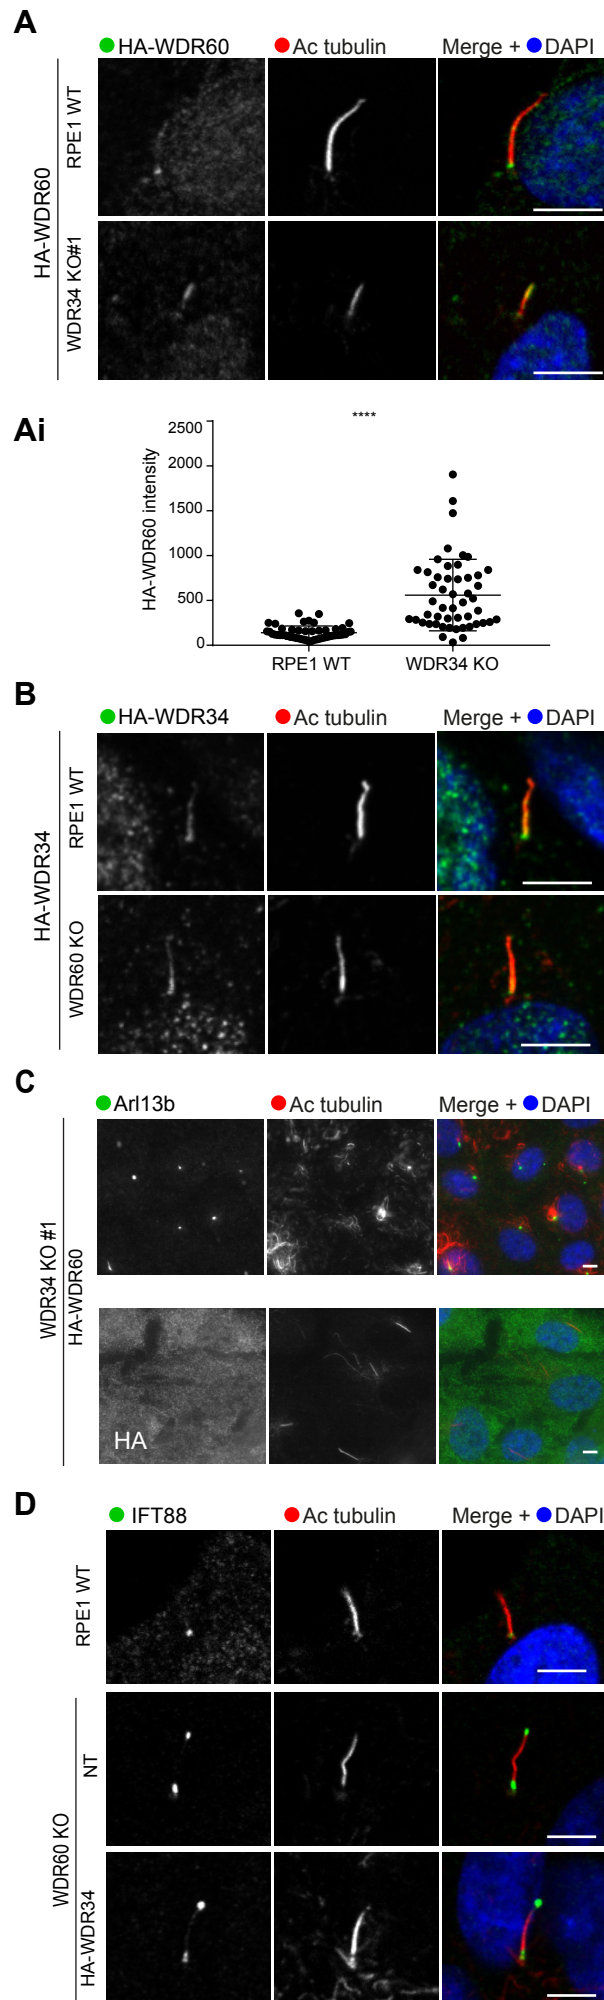 A
HA-WDR60 Ac tubulin Merge + DAPI
HA-WDR60
RPE1 WT
WDR34 KO#1
Ai
****
HA-WDR60 intensity
2500
2000
1500
1000
500
0
RPE1 WT WDR34 KO
B
HA-WDR34 Ac tubulin Merge + DAPI
HA-WDR34
RPE1 WT
WDR60 KO
C
Arl13b Ac tubulin Merge + DAPI
WDR34 KO #1
HA-WDR60
HA
D
IFT88 Ac tubulin Merge + DAPI
RPE1 WT
WDR60 KO
NT
HA-WDR34